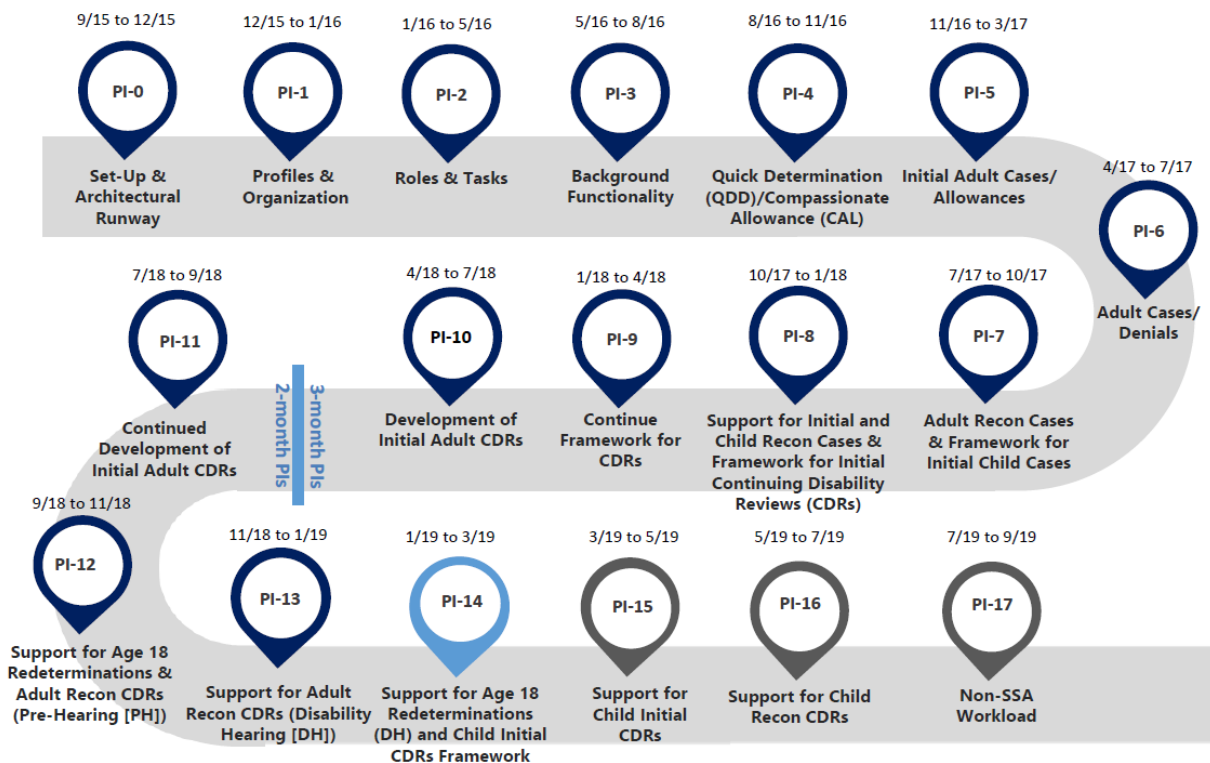 9/15 to 12/15
PI-0
Set-Up &
Architectural
Runway
12/15 to 1/16
PI-1
Profiles &
Organization
1/16 to 5/16
PI-2
Roles & Tasks
5/16 to 8/16
PI-3
Background
Functionality
8/16 to 11/16
PI-4
Quick Determination
(QDD)/Compassionate
Allowance (CAL)
11/16 to 3/17
PI-5
Initial Adult Cases/
Allowances
4/17 to 7/17
PI-6
Adult Cases/
Denials
7/17 to 10/17
PI-7
Adult Recon Cases
& Framework for
Initial Child Cases
10/17 to 1/18
PI-8
Support for Initial and
Child Recon Cases &
Framework for Initial
Continuing Disability
Reviews (CDRs)
1/18 to 4/18
PI-9
Continue
Framework for
CDRs
4/18 to 7/18
PI-10
Development of
Initial Adult CDRs
3-month PIs
2-month PIs
7/18 to 9/18
PI-11
Continued
Development of
Initial Adult CDRs
9/18 to 11/18
PI-12
Support for Age 18
Redeterminations &
Adult Recon CDRs
(Pre-Hearing [PH])
11/18 to 1/19
PI-13
Support for Adult
Recon CDRs (Disability
Hearing [DH])
1/19 to 3/19
PI-14
Support for Age 18
Redeterminations
(DH) and Child Initial
CDRs Framework
3/19 to 5/19
PI-15
Support for
Child Initial
CDRs
5/19 to 7/19
PI-16
Support for Child
Recon CDRs
7/19 to 9/19
PI-17
Non-SSA
Workload